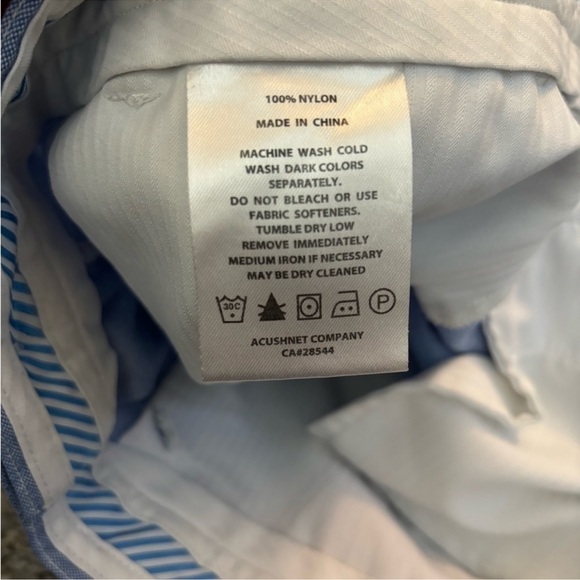 100% NYLON
MADE IN CHINA
MACHINE WASH COLD
WASH DARK COLORS
SEPARATELY.
DO NOT BLEACH OR USE
FABRIC SOFTENERS.
TUMBLE DRY LOW
REMOVE IMMEDIATELY
MEDIUM IRON IF NECESSARY
MAY BE DRY CLEANED
30C P
ACUSHNET COMPANY
CA#28544